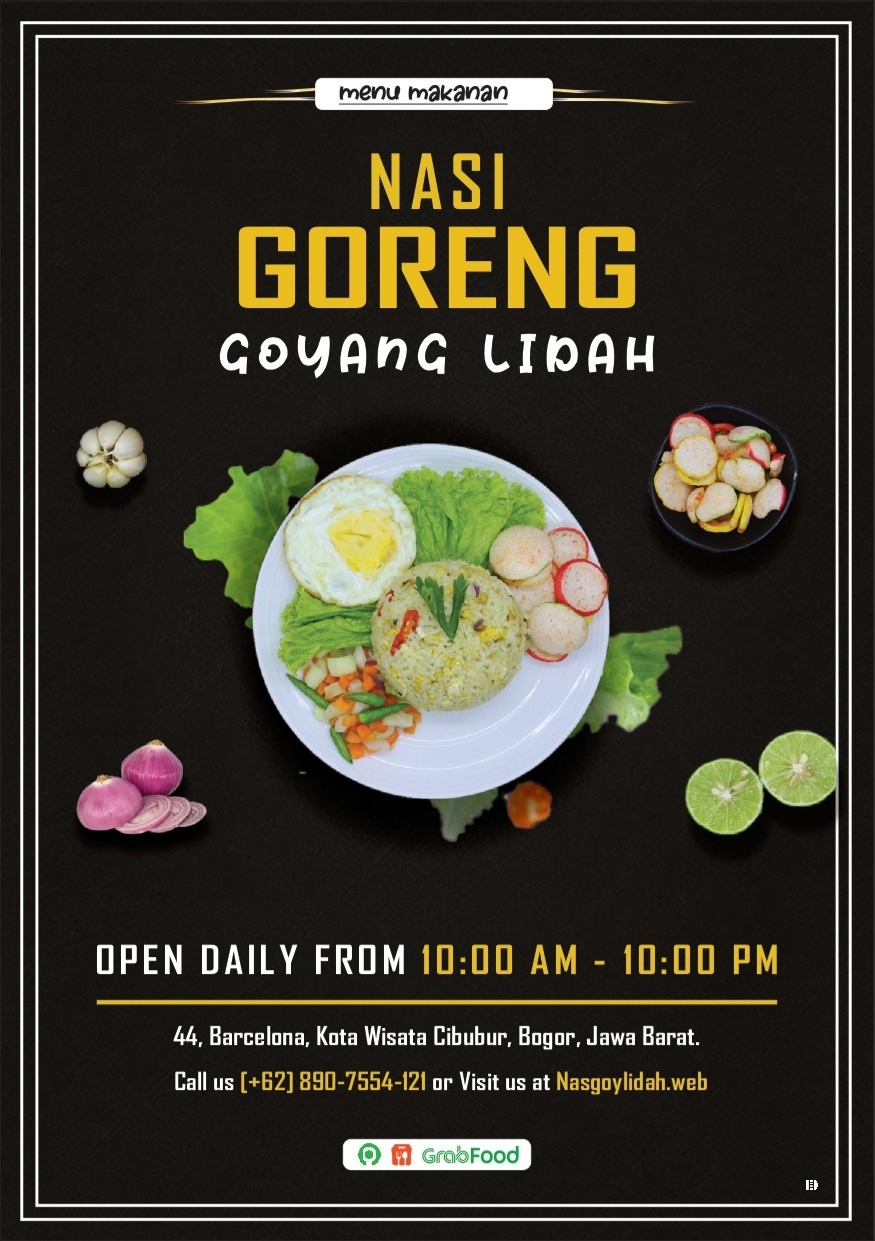 menu makanan
NASI
GORENG
GOYANG LIDAH
OPEN DAILY FROM 10:00 AM - 10:00 PM
44, Barcelona, Kota Wisata Cibubur, Bogor, Jawa Barat.
Call us [+62] 890-7554-121 or Visit us at Nasgoylidah.web
GrabFood